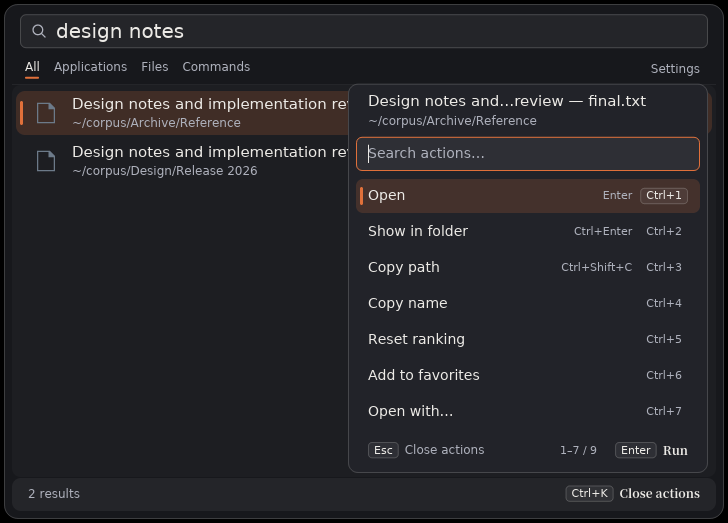 design notes
All Applications Files Commands Settings
Design notes and implementation re
~/corpus/Archive/Reference
Design notes and implementation re
~/corpus/Design/Release 2026
Design notes and…review — final.txt
~/corpus/Archive/Reference
Search actions…
Open Enter Ctrl+1
Show in folder Ctrl+Enter Ctrl+2
Copy path Ctrl+Shift+C Ctrl+3
Copy name Ctrl+4
Reset ranking Ctrl+5
Add to favorites Ctrl+6
Open with… Ctrl+7
Esc Close actions 1–7 / 9 Enter Run
2 results Ctrl+K Close actions